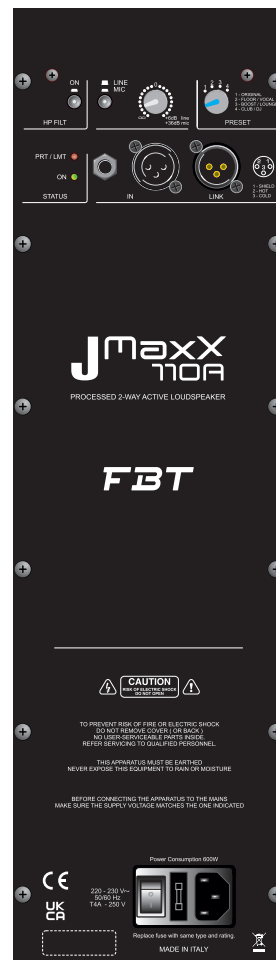 ON
LINE
MIC
0
∞
+6dB line
+36dB mic
1 2 3 4
1 - ORIGINAL
2 - FLOOR / VOCAL
3 - BOOST / LOUNGE
4 - CLUB / DJ
HP FILT
PRESET
PRT / LMT
ON
STATUS
IN
LINK
1 - SHIELD
2 - HOT
3 - COLD
JMaxX
110A
PROCESSED 2-WAY ACTIVE LOUDSPEAKER
FBT
CAUTION
RISK OF ELECTRIC SHOCK
DO NOT OPEN
TO PREVENT RISK OF FIRE OR ELECTRIC SHOCK
DO NOT REMOVE COVER ( OR BACK )
NO USER-SERVICEABLE PARTS INSIDE.
REFER SERVICING TO QUALIFIED PERSONNEL.
THIS APPARATUS MUST BE EARTHED
NEVER EXPOSE THIS EQUIPMENT TO RAIN OR MOISTURE
BEFORE CONNECTING THE APPARATUS TO THE MAINS
MAKE SURE THE SUPPLY VOLTAGE MATCHES THE ONE INDICATED
Power Consumption 600W
CE
220 - 230 V~
50/60 Hz
T4A - 250 V
UK
CA
Replace fuse with same type and rating.
MADE IN ITALY